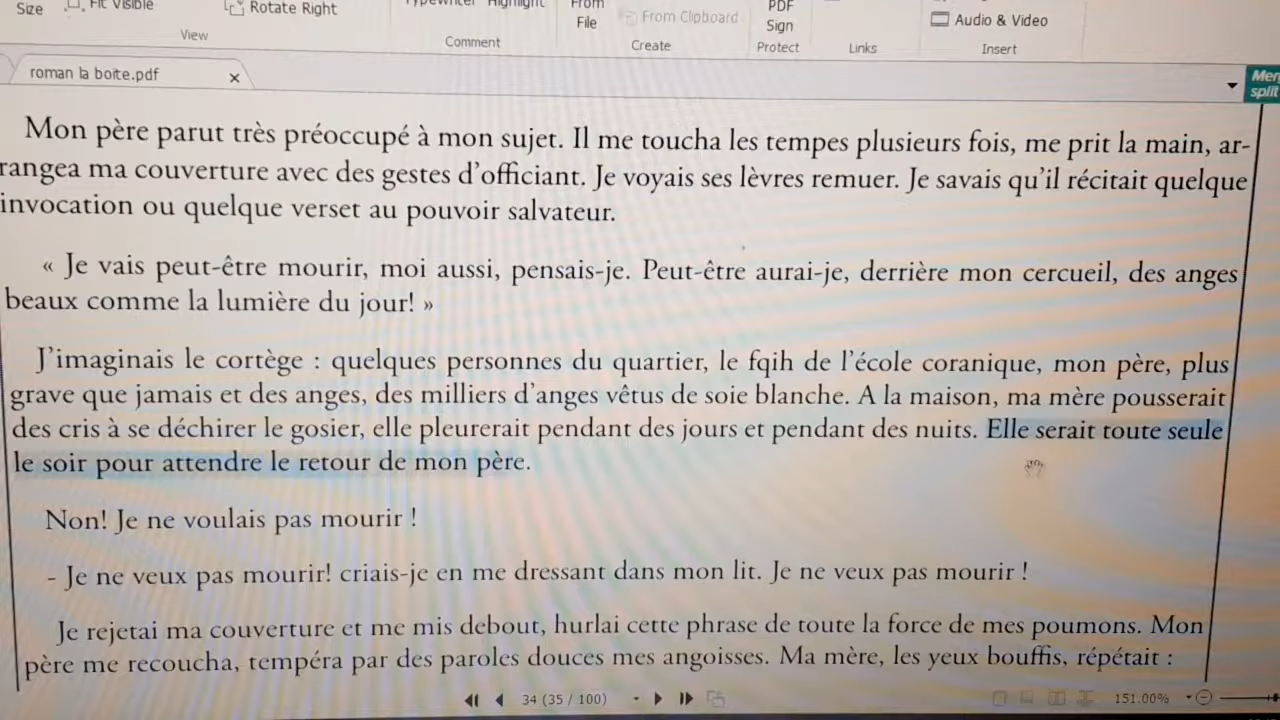 Size
Fit Visible
Rotate Right
View
Typewriter Highlight
Comment
From
File
From Clipboard
Create
PDF
Sign
Protect
Links
Audio & Video
Insert
roman la boite.pdf
split
Mon père parut très préoccupé à mon sujet. Il me toucha les tempes plusieurs fois, me prit la main, ar-
rangea ma couverture avec des gestes d'officiant. Je voyais ses lèvres remuer. Je savais qu'il récitait quelque
invocation ou quelque verset au pouvoir salvateur.
« Je vais peut-être mourir, moi aussi, pensais-je. Peut-être aurai-je, derrière mon cercueil, des anges
beaux comme la lumière du jour! »
J'imaginais le cortège : quelques personnes du quartier, le fqih de l'école coranique, mon père, plus
grave que jamais et des anges, des milliers d'anges vêtus de soie blanche. A la maison, ma mère pousserait
des cris à se déchirer le gosier, elle pleurerait pendant des jours et pendant des nuits. Elle serait toute seule
le soir pour attendre le retour de mon père.
Non! Je ne voulais pas mourir !
- Je ne veux pas mourir! criais-je en me dressant dans mon lit. Je ne veux pas mourir !
Je rejetai ma couverture et me mis debout, hurlai cette phrase de toute la force de mes poumons. Mon
père me recoucha, tempéra par des paroles douces mes angoisses. Ma mère, les yeux bouffis, répétait :
34 (35 / 100)
151.00%